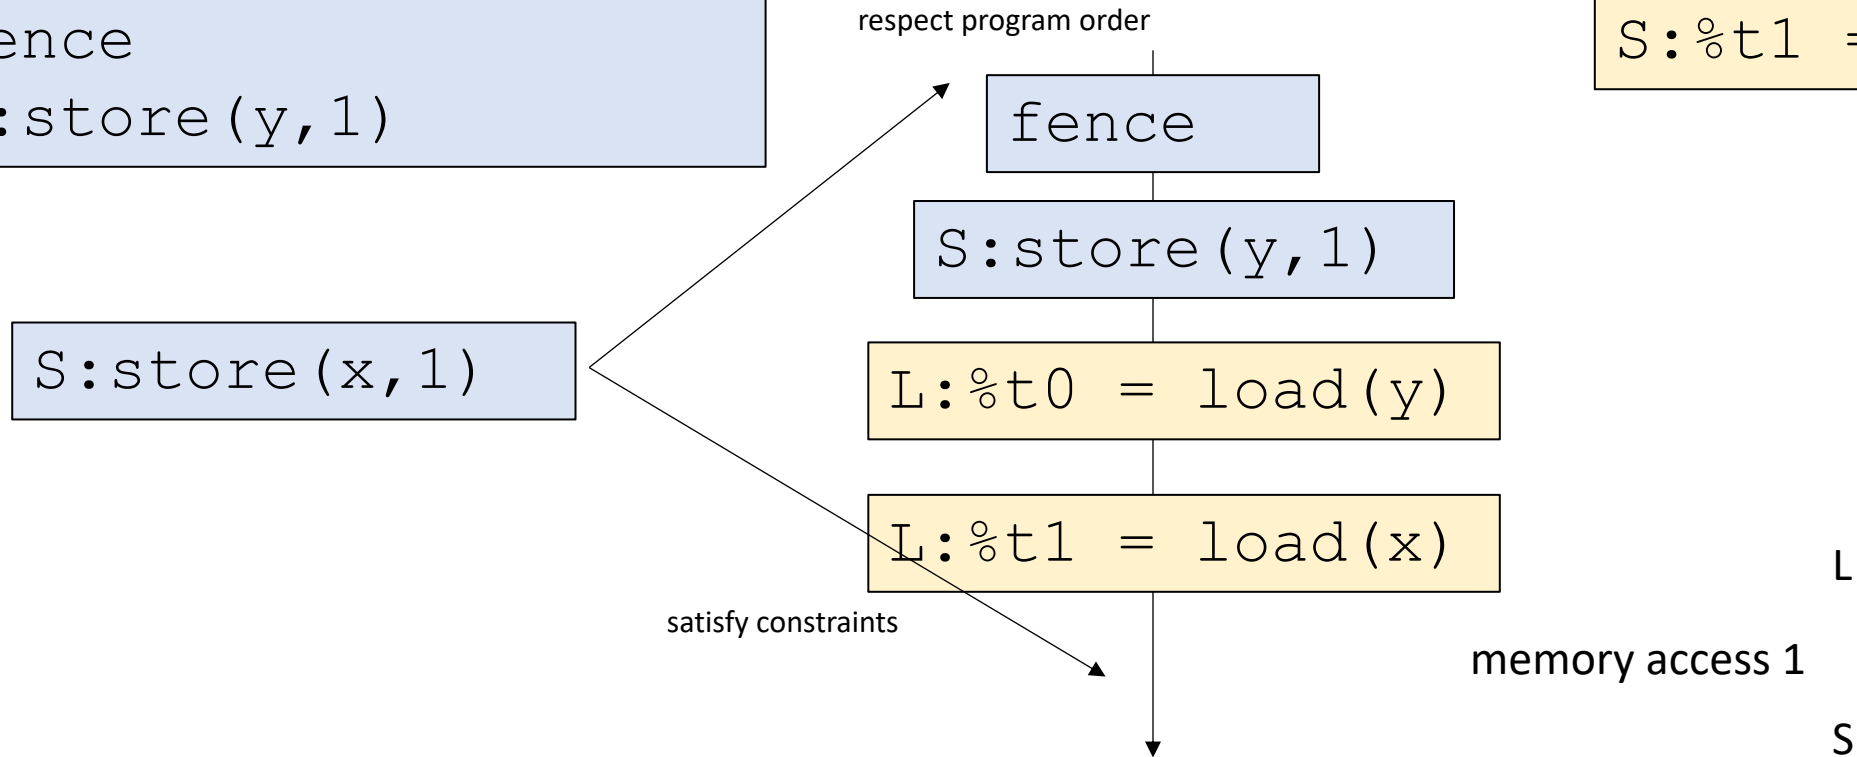 ence
:store(y,1)
respect program order
S:%t1 =
fence
S:store(y,1)
S:store(x,1)
L:%t0 = load(y)
L:%t1 = load(x)
satisfy constraints
L
memory access 1
S